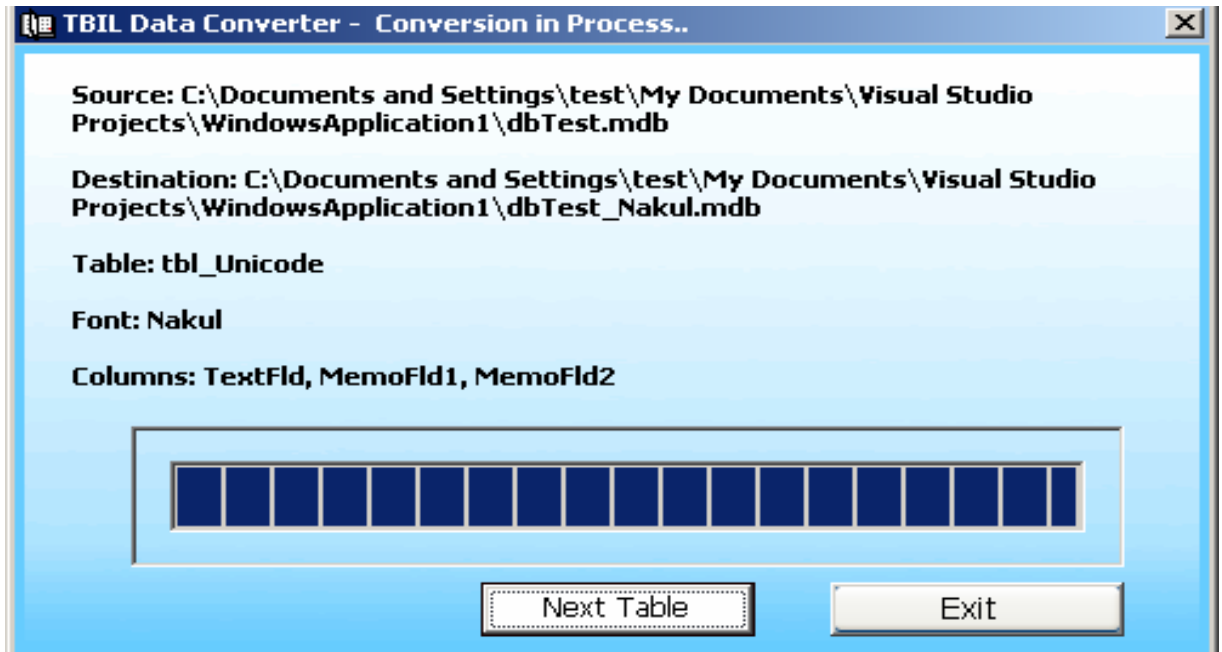 TBIL Data Converter - Conversion in Process..
Source: C:\Documents and Settings\test\My Documents\Visual Studio
Projects\WindowsApplication1\dbTest.mdb
Destination: C:\Documents and Settings\test\My Documents\Visual Studio
Projects\WindowsApplication1\dbTest_Nakul.mdb
Table: tbl_Unicode
Font: Nakul
Columns: TextFld, MemoFld1, MemoFld2
Next Table
Exit